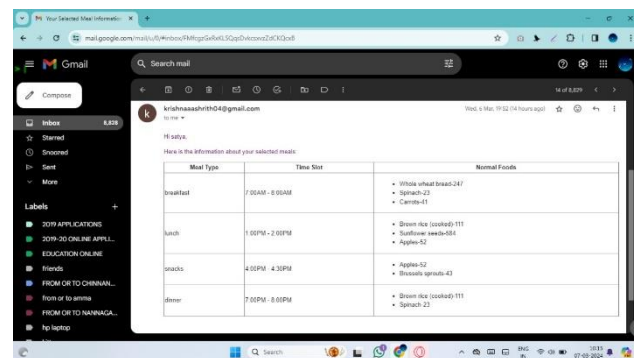 Your Selected Meal Information
mail.google.com/mail/u/0/#inbox/
Gmail
Search mail
Compose
14 of 8,829
Inbox 8,828
Starred
Snoozed
Sent
More
Labels
2019 APPLICATIONS
2019-20 ONLINE APPLI...
EDUCATION ONLINE
friends
FROM OR TO CHINNAN...
from or to amma
FROM OR TO NANNAGA...
hp laptop
k
krishnaaashrith04@gmail.com
to me
Wed, 6 Mar, 19:52 (14 hours ago)
Hi satya,
Here is the information about your selected meals:
Meal Type Time Slot Normal Foods
breakfast 7:00AM - 8:00AM
Whole wheat bread-247
Spinach-23
Carrots-41
lunch 1:00PM - 2:00PM
Brown rice (cooked)-111
Sunflower seeds-684
Apples-52
snacks 4:00PM - 4:30PM
Apples-52
Brussels sprouts-43
dinner 7:00PM - 8:00PM
Brown rice (cooked)-111
Spinach-23
Search
ENG
IN
07-03-2024